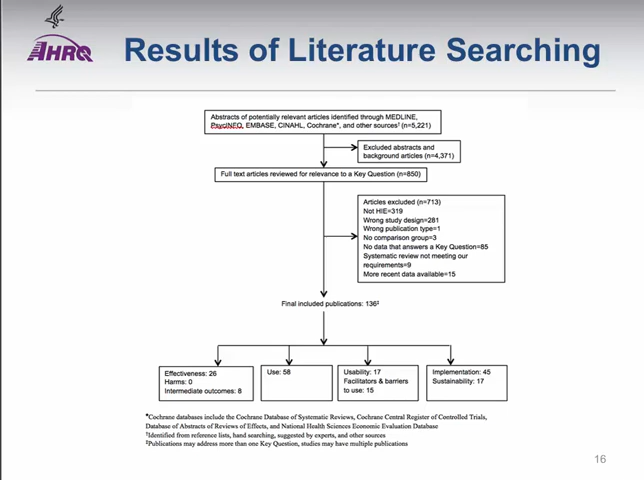 AHRQ
Results of Literature Searching
Abstracts of potentially relevant articles identified through MEDLINE,
PsycINFO, EMBASE, CINAHL, Cochrane*, and other sources† (n=5,221)
Excluded abstracts and
background articles (n=4,371)
Full text articles reviewed for relevance to a Key Question (n=850)
Articles excluded (n=713)
Not HIE=319
Wrong study design=281
Wrong publication type=1
No comparison group=3
No data that answers a Key Question=85
Systematic review not meeting our
requirements=9
More recent data available=15
Final included publications: 136‡
Effectiveness: 26
Harms: 0
Intermediate outcomes: 8
Use: 58
Usability: 17
Facilitators & barriers
to use: 15
Implementation: 45
Sustainability: 17
*Cochrane databases include the Cochrane Database of Systematic Reviews, Cochrane Central Register of Controlled Trials,
Database of Abstracts of Reviews of Effects, and National Health Sciences Economic Evaluation Database
†Identified from reference lists, hand searching, suggested by experts, and other sources
‡Publications may address more than one Key Question, studies may have multiple publications
16